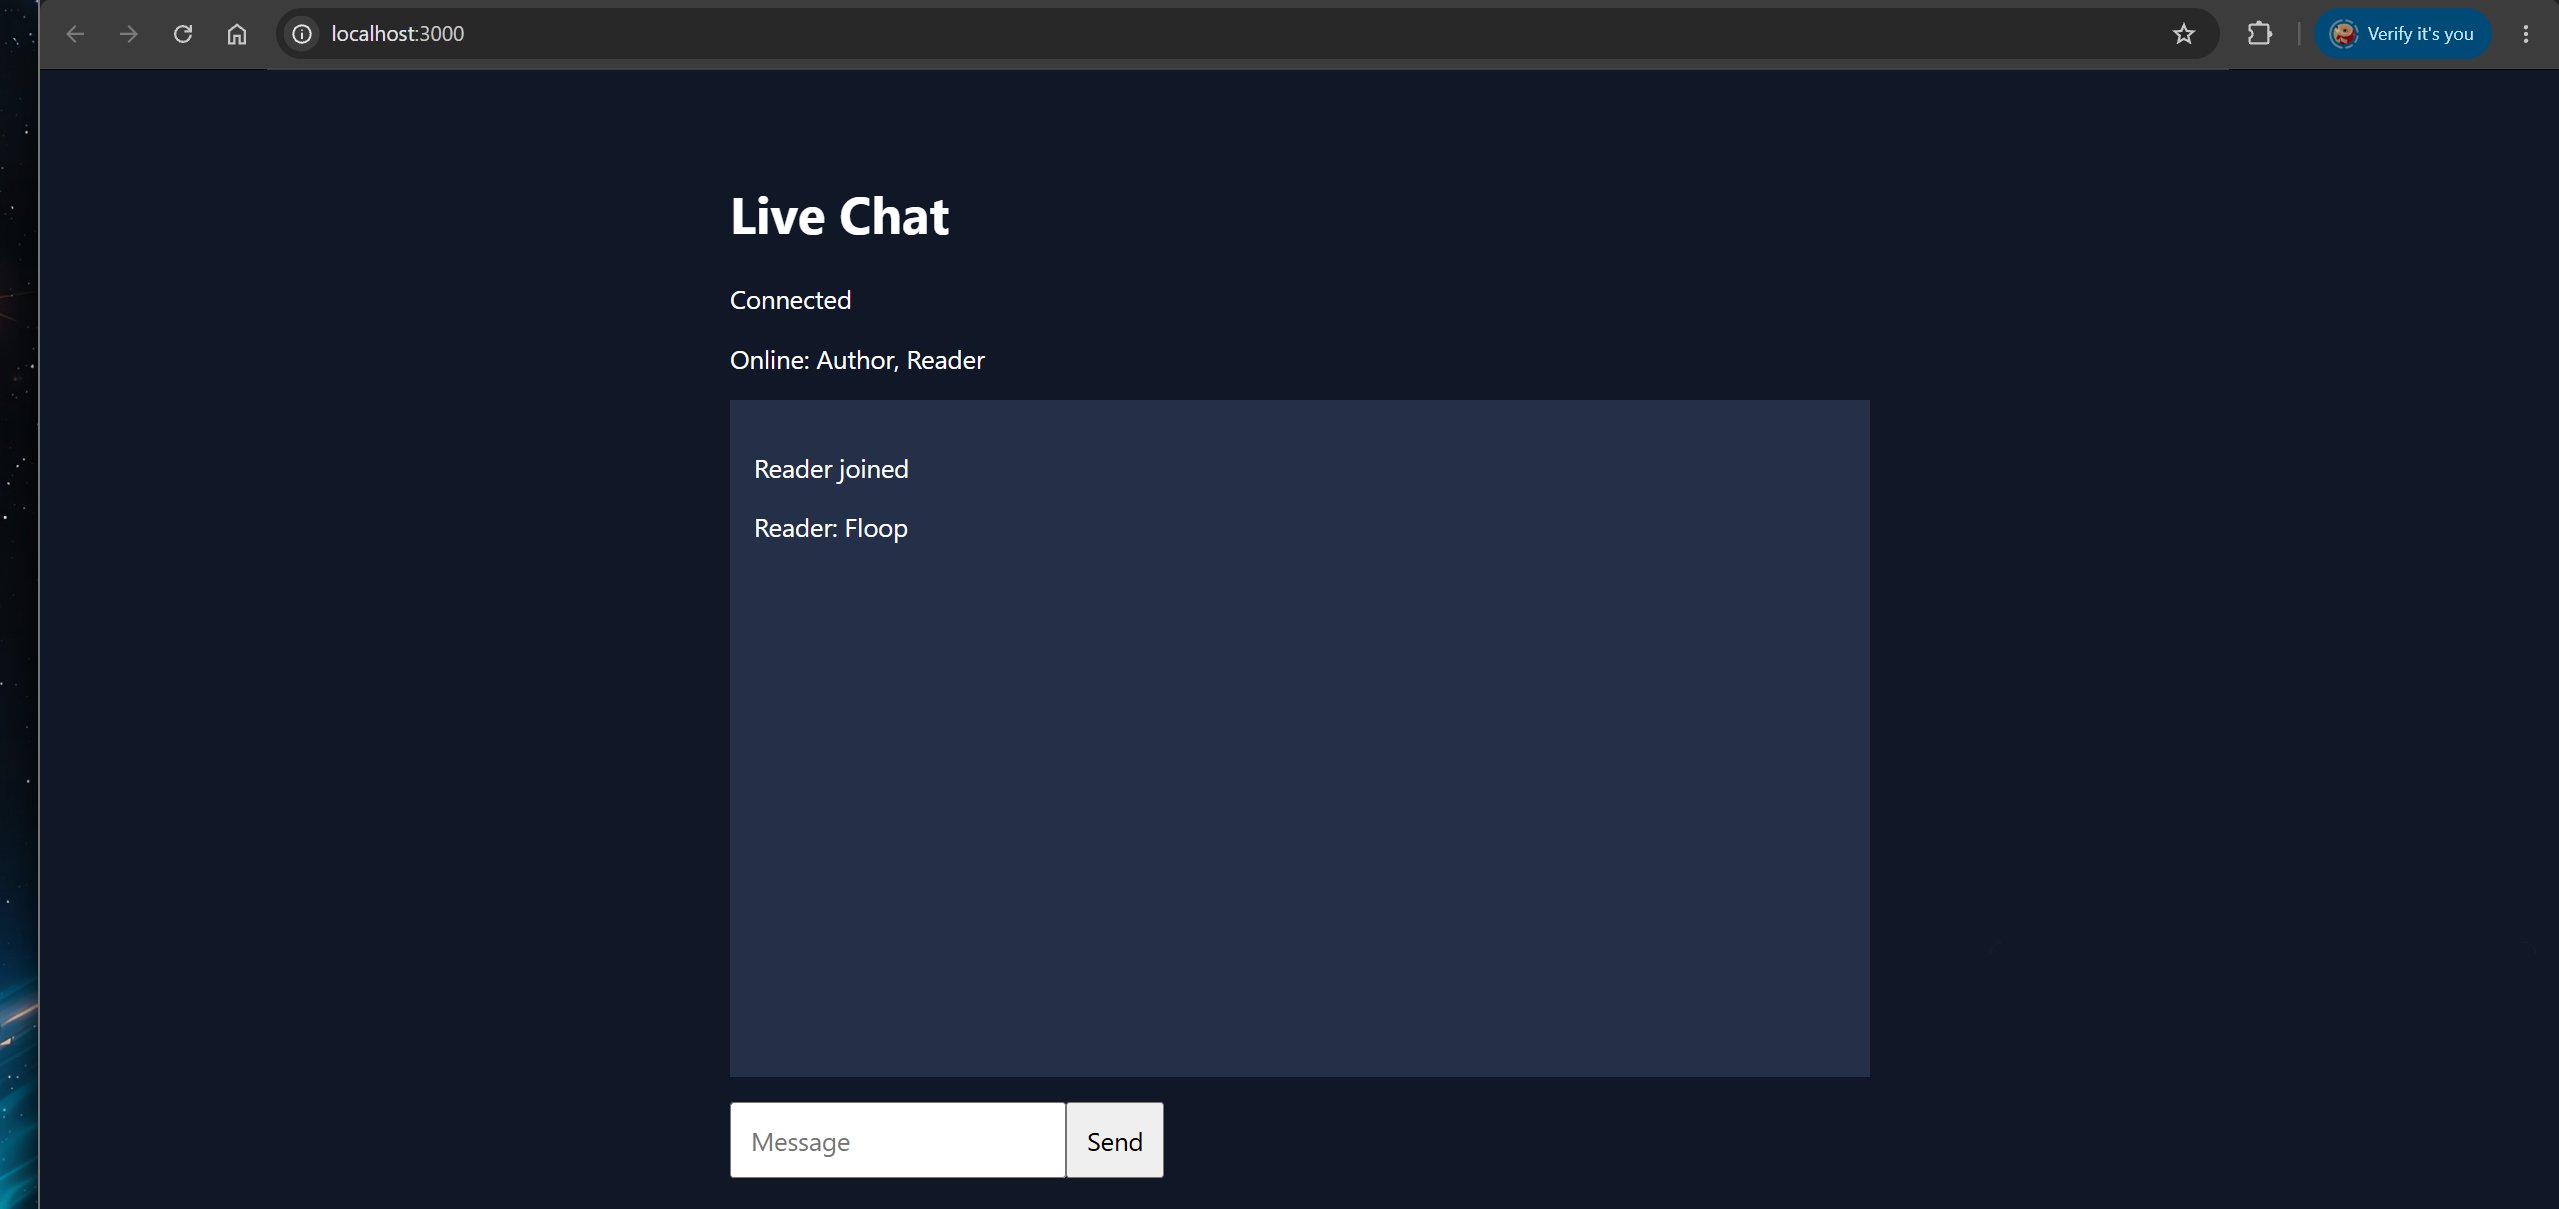 localhost:3000
Verify it's you
Live Chat
Connected
Online: Author, Reader
Reader joined
Reader: Floop
Message
Send